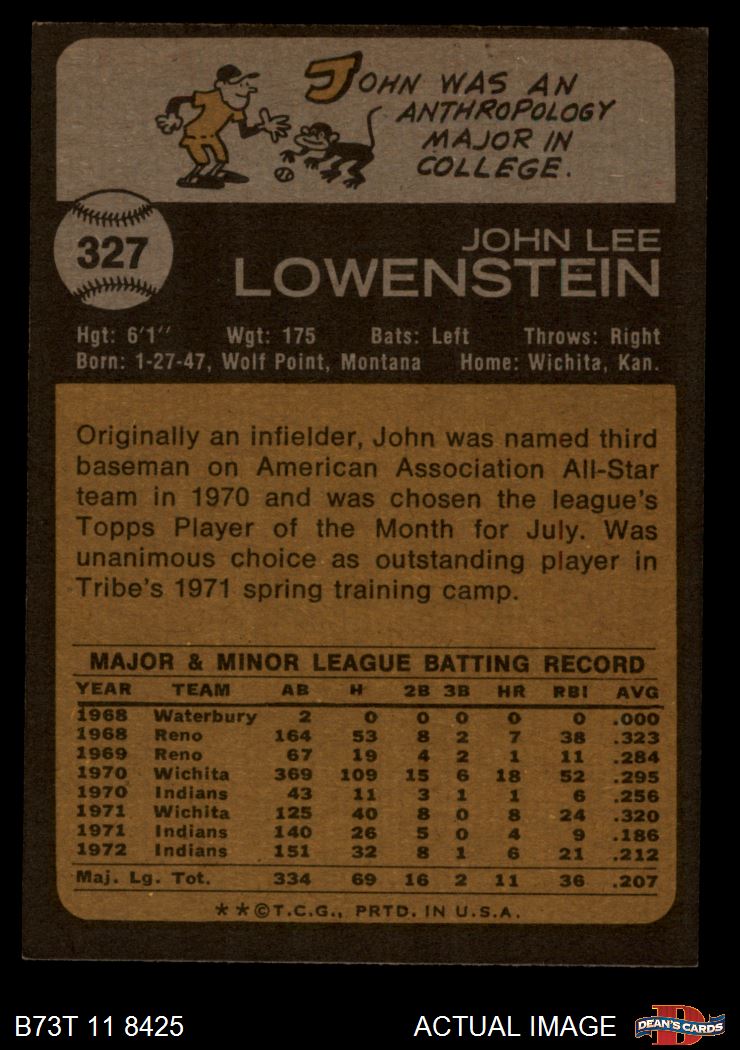 JOHN WAS AN
ANTHROPOLOGY
MAJOR IN
COLLEGE.
327
JOHN LEE
LOWENSTEIN
Hgt: 6'1" Wgt: 175 Bats: Left Throws: Right
Born: 1-27-47, Wolf Point, Montana Home: Wichita, Kan.
Originally an infielder, John was named third
baseman on American Association All-Star
team in 1970 and was chosen the league's
Topps Player of the Month for July. Was
unanimous choice as outstanding player in
Tribe's 1971 spring training camp.
MAJOR & MINOR LEAGUE BATTING RECORD
YEAR TEAM AB H 2B 3B HR RBI AVG
1968 Waterbury 2 0 0 0 0 0 .000
1968 Reno 164 53 8 2 7 38 .323
1969 Reno 67 19 4 2 1 11 .284
1970 Wichita 369 109 15 6 18 52 .295
1970 Indians 43 11 3 1 1 6 .256
1971 Wichita 125 40 8 0 8 24 .320
1971 Indians 140 26 5 0 4 9 .186
1972 Indians 151 32 8 1 6 21 .212
Maj. Lg. Tot. 334 69 16 2 11 36 .207
**©T.C.G., PRTD. IN U.S.A.
B73T 11 8425 ACTUAL IMAGE D DEAN'S CARDS